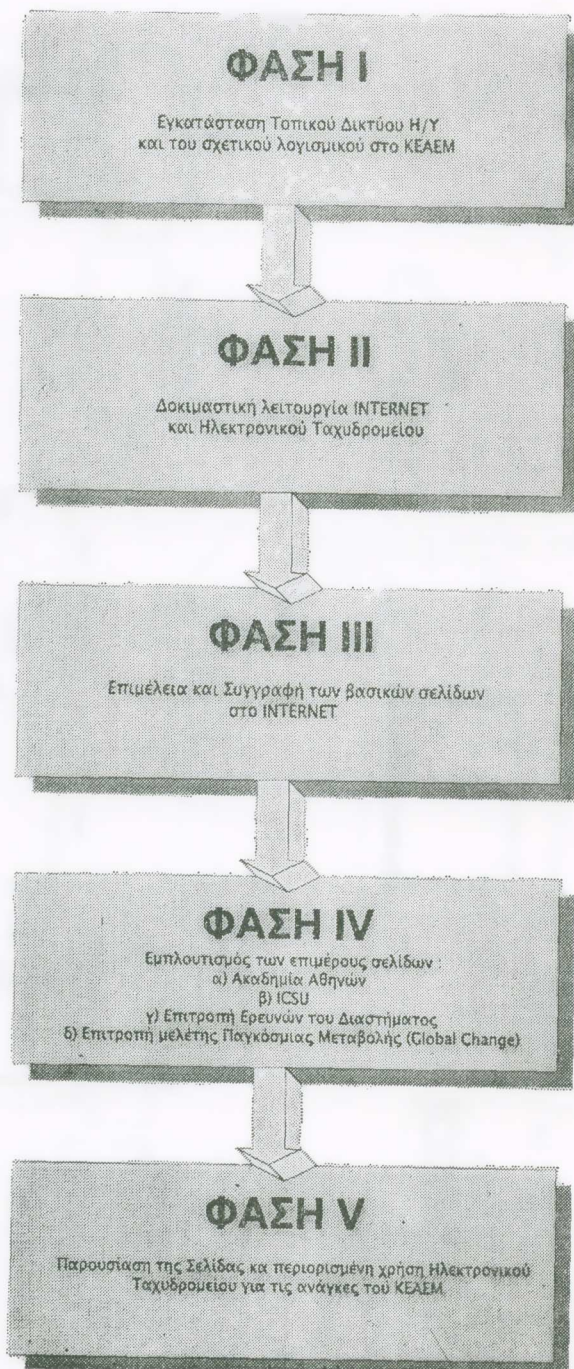 ΦΑΣΗ I
Εγκατάσταση Τοπικού Δικτύου Η/Υ
και του σχετικού λογισμικού στο ΚΕΑΕΜ
ΦΑΣΗ II
Δοκιμαστική λειτουργία INTERNET
και Ηλεκτρονικού Ταχυδρομείου
ΦΑΣΗ III
Επιμέλεια και Συγγραφή των βασικών σελίδων
στο INTERNET
ΦΑΣΗ IV
Εμπλουτισμός των επιμέρους σελίδων :
α) Ακαδημία Αθηνών
β) ICSU
γ) Επιτροπή Ερευνών του Διαστήματος
δ) Επιτροπή μελέτης Παγκόσμιας Μεταβολής (Global Change)
ΦΑΣΗ V
Παρουσίαση της Σελίδας κα περιορισμένη χρήση Ηλεκτρονικού
Ταχυδρομείου για τις ανάγκες του ΚΕΑΕΜ